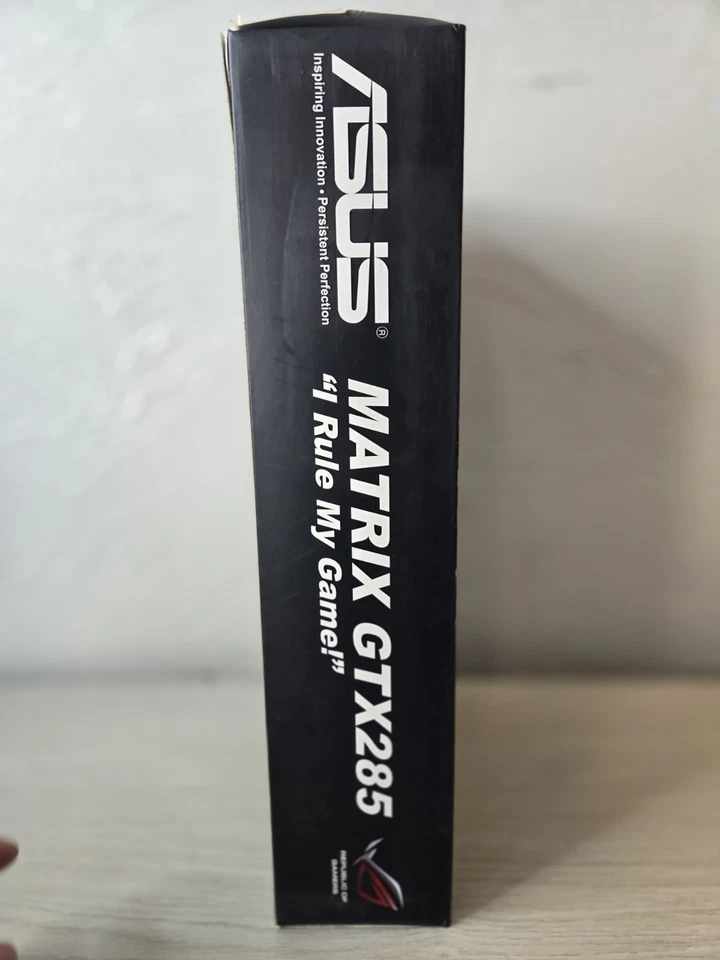 ASUS®
Inspiring Innovation • Persistent Perfection
MATRIX GTX285
“I Rule My Game!”
REPUBLIC OF
GAMERS